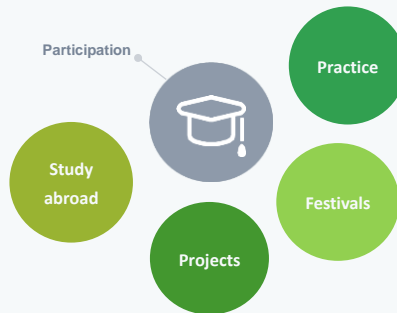 Participation
Practice
Study
abroad
Festivals
Projects